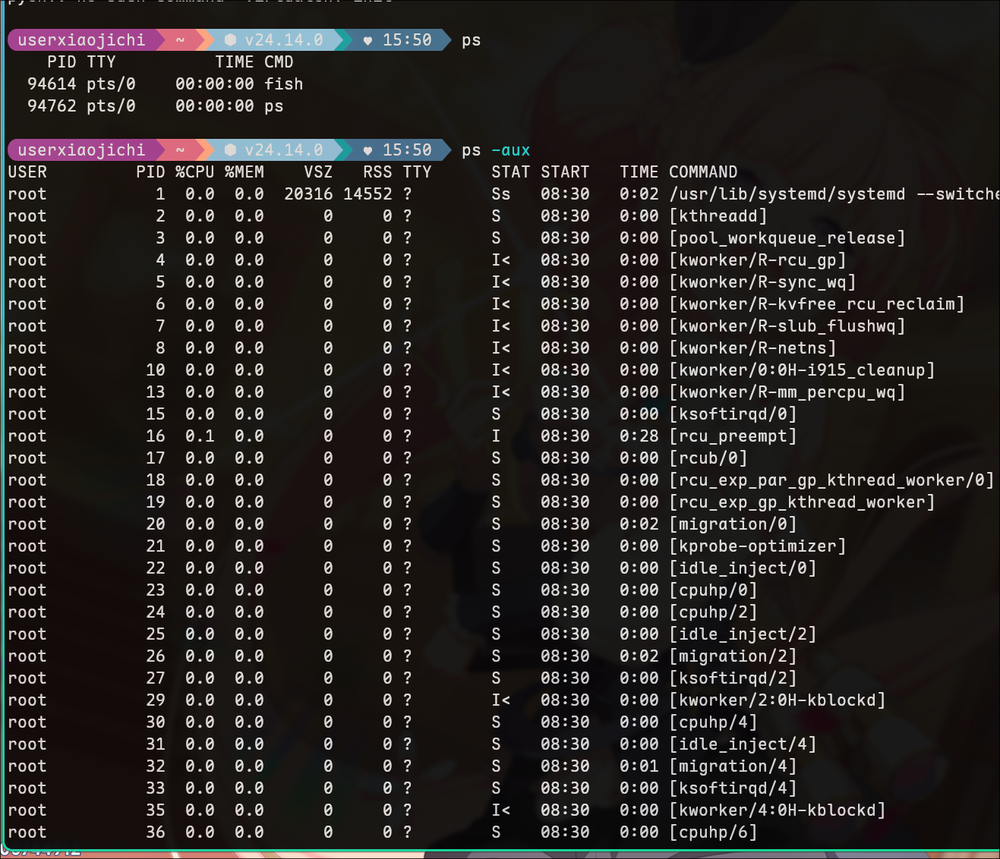 userxiaojichi ~ v24.14.0 ♥ 15:50 ps
PID TTY TIME CMD
94614 pts/0 00:00:00 fish
94762 pts/0 00:00:00 ps
userxiaojichi ~ v24.14.0 ♥ 15:50 ps -aux
USER PID %CPU %MEM VSZ RSS TTY STAT START TIME COMMAND
root 1 0.0 0.0 20316 14552 ? Ss 08:30 0:02 /usr/lib/systemd/systemd --switche
root 2 0.0 0.0 0 0 ? S 08:30 0:00 [kthreadd]
root 3 0.0 0.0 0 0 ? S 08:30 0:00 [pool_workqueue_release]
root 4 0.0 0.0 0 0 ? I< 08:30 0:00 [kworker/R-rcu_gp]
root 5 0.0 0.0 0 0 ? I< 08:30 0:00 [kworker/R-sync_wq]
root 6 0.0 0.0 0 0 ? I< 08:30 0:00 [kworker/R-kvfree_rcu_reclaim]
root 7 0.0 0.0 0 0 ? I< 08:30 0:00 [kworker/R-slub_flushwq]
root 8 0.0 0.0 0 0 ? I< 08:30 0:00 [kworker/R-netns]
root 10 0.0 0.0 0 0 ? I< 08:30 0:00 [kworker/0:0H-i915_cleanup]
root 13 0.0 0.0 0 0 ? I< 08:30 0:00 [kworker/R-mm_percpu_wq]
root 15 0.0 0.0 0 0 ? S 08:30 0:00 [ksoftirqd/0]
root 16 0.1 0.0 0 0 ? I 08:30 0:28 [rcu_preempt]
root 17 0.0 0.0 0 0 ? S 08:30 0:00 [rcub/0]
root 18 0.0 0.0 0 0 ? S 08:30 0:00 [rcu_exp_par_gp_kthread_worker/0]
root 19 0.0 0.0 0 0 ? S 08:30 0:00 [rcu_exp_gp_kthread_worker]
root 20 0.0 0.0 0 0 ? S 08:30 0:02 [migration/0]
root 21 0.0 0.0 0 0 ? S 08:30 0:00 [kprobe-optimizer]
root 22 0.0 0.0 0 0 ? S 08:30 0:00 [idle_inject/0]
root 23 0.0 0.0 0 0 ? S 08:30 0:00 [cpuhp/0]
root 24 0.0 0.0 0 0 ? S 08:30 0:00 [cpuhp/2]
root 25 0.0 0.0 0 0 ? S 08:30 0:00 [idle_inject/2]
root 26 0.0 0.0 0 0 ? S 08:30 0:02 [migration/2]
root 27 0.0 0.0 0 0 ? S 08:30 0:00 [ksoftirqd/2]
root 29 0.0 0.0 0 0 ? I< 08:30 0:00 [kworker/2:0H-kblockd]
root 30 0.0 0.0 0 0 ? S 08:30 0:00 [cpuhp/4]
root 31 0.0 0.0 0 0 ? S 08:30 0:00 [idle_inject/4]
root 32 0.0 0.0 0 0 ? S 08:30 0:01 [migration/4]
root 33 0.0 0.0 0 0 ? S 08:30 0:00 [ksoftirqd/4]
root 35 0.0 0.0 0 0 ? I< 08:30 0:00 [kworker/4:0H-kblockd]
root 36 0.0 0.0 0 0 ? S 08:30 0:00 [cpuhp/6]